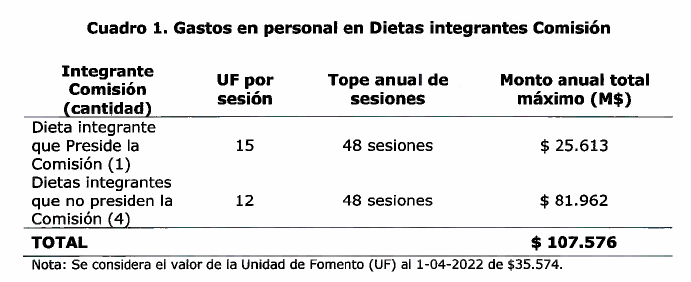 Cuadro 1. Gastos en personal en Dietas integrantes Comisión
Integrante Comisión (cantidad) UF por sesión Tope anual de sesiones Monto anual total máximo (M$)
Dieta integrante que Preside la Comisión (1) 15 48 sesiones $ 25.613
Dietas integrantes que no presiden la Comisión (4) 12 48 sesiones $ 81.962
TOTAL $ 107.576
Nota: Se considera el valor de la Unidad de Fomento (UF) al 1-04-2022 de $35.574.